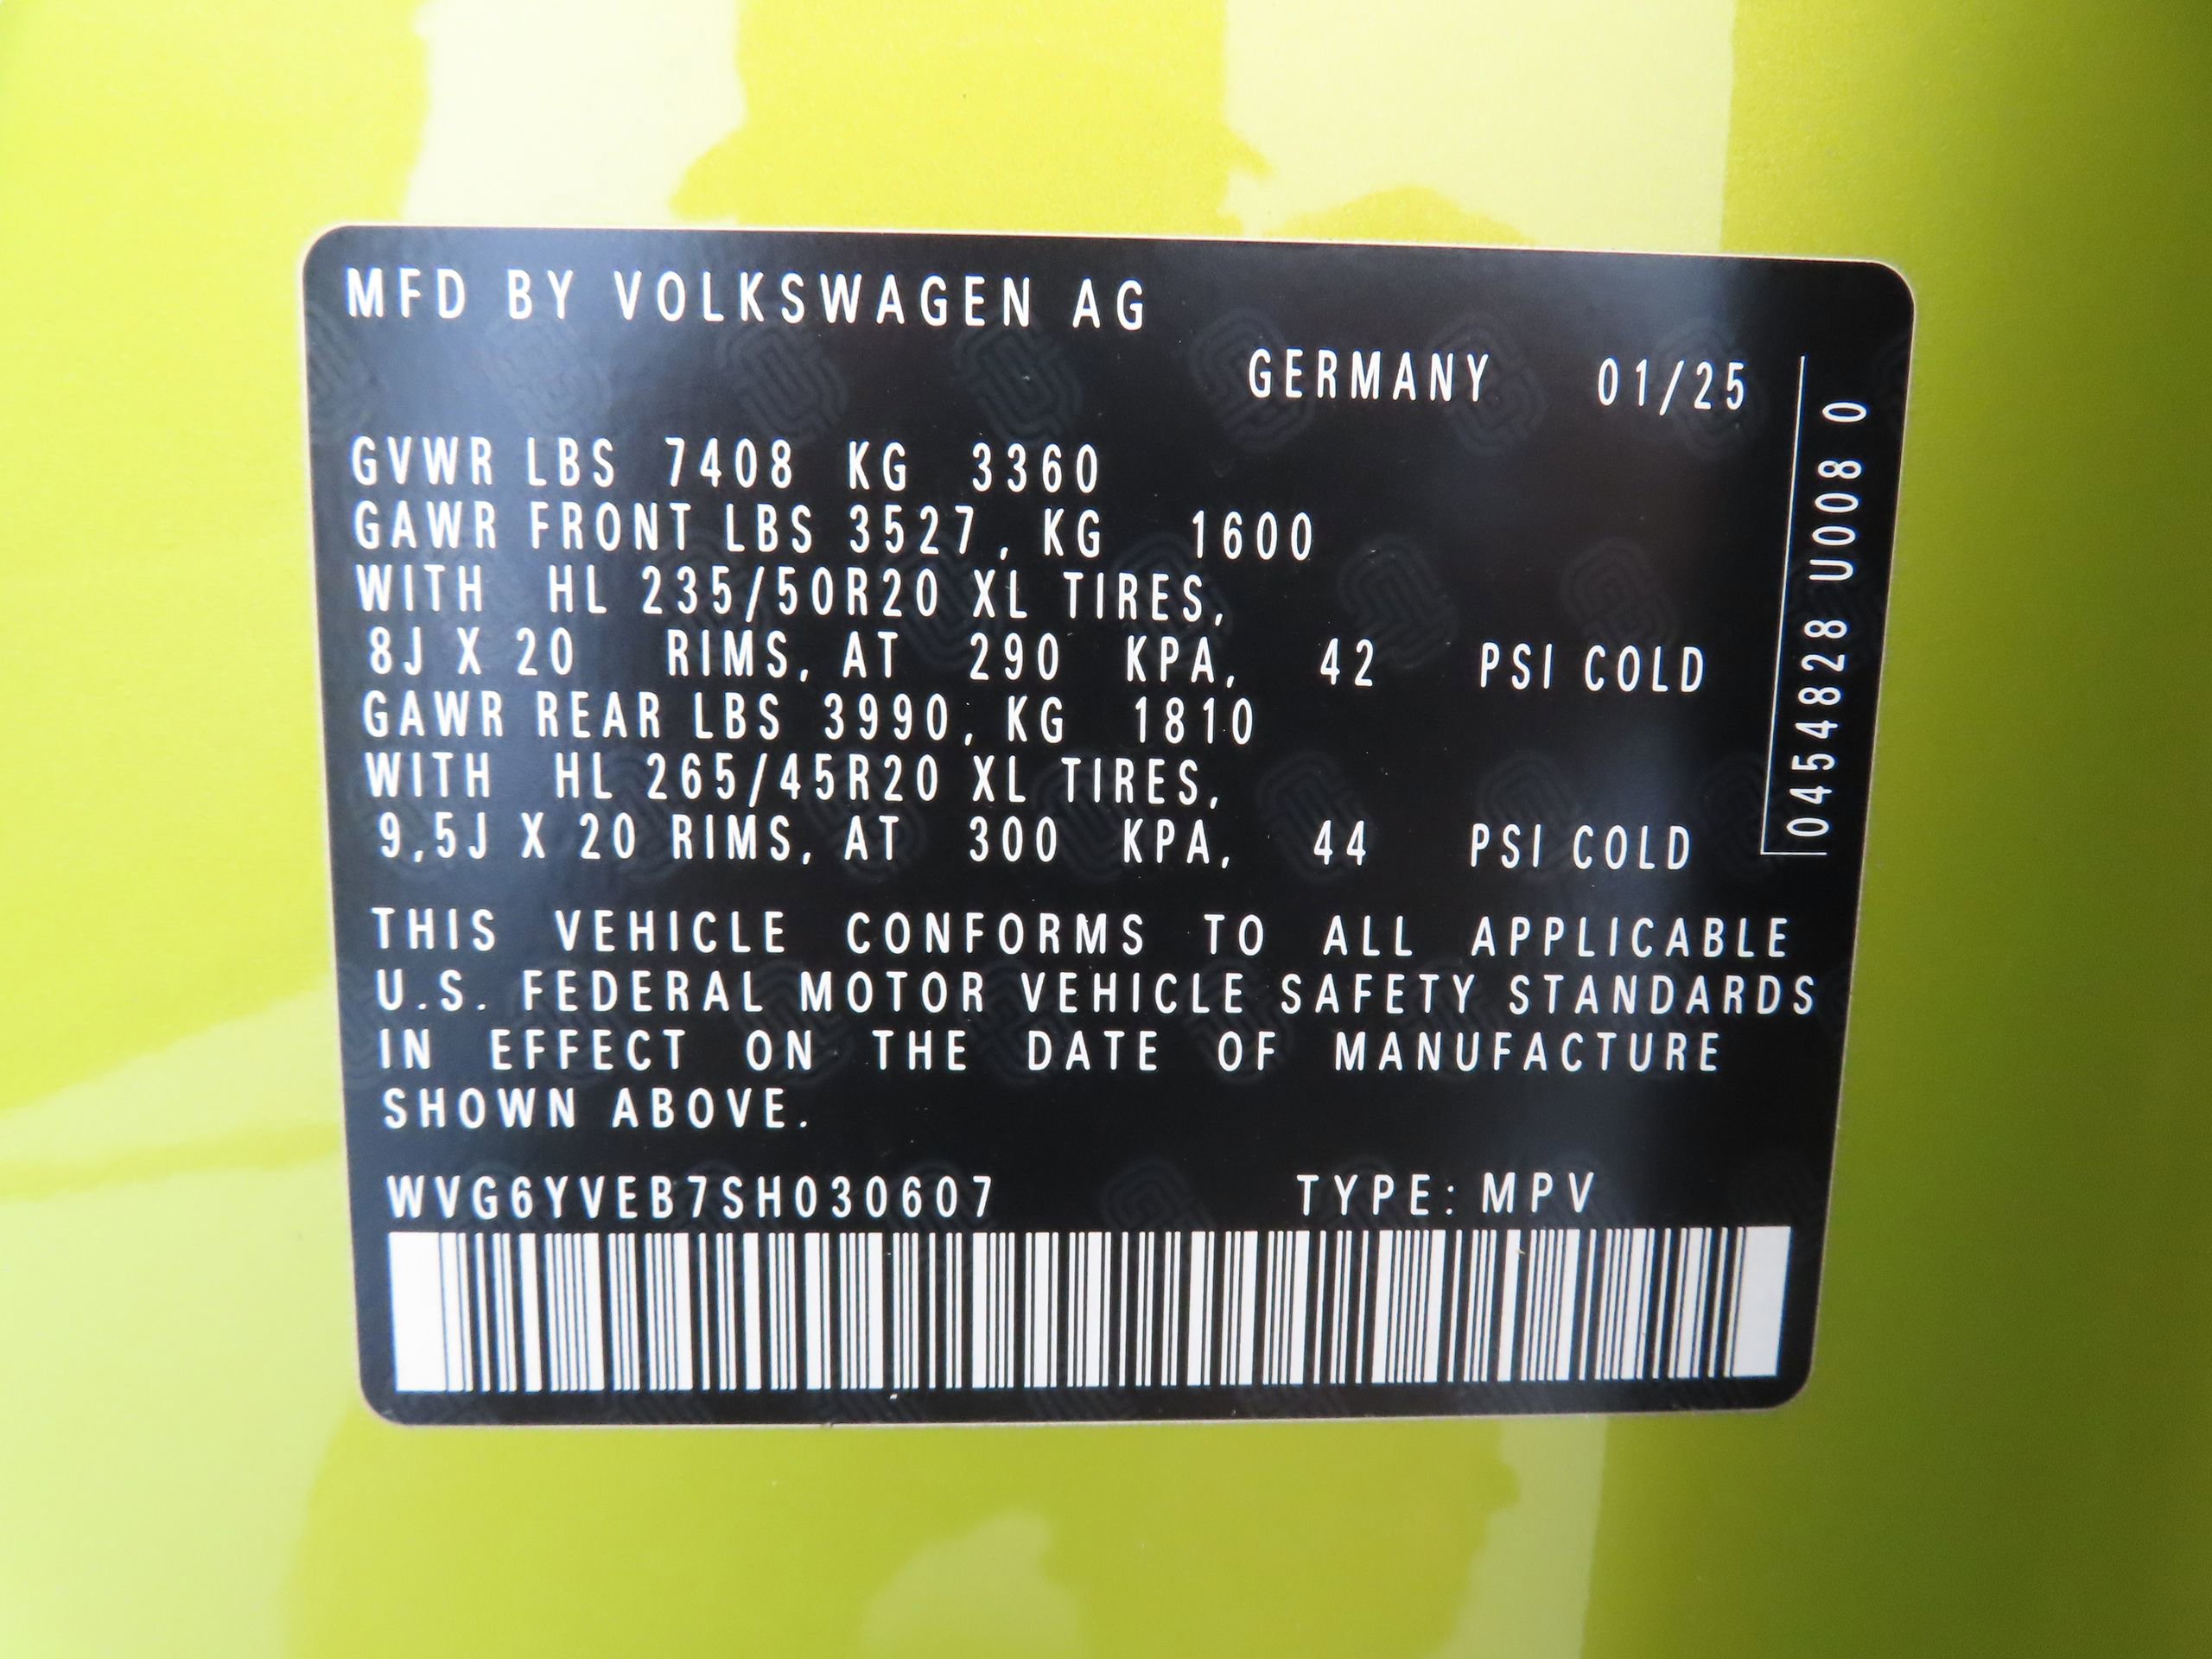 MFD BY VOLKSWAGEN AG
GERMANY 01/25
GVWR LBS 7408 KG 3360
GAWR FRONT LBS 3527, KG 1600
WITH HL 235/50R20 XL TIRES,
8J X 20 RIMS, AT 290 KPA, 42 PSI COLD
GAWR REAR LBS 3990, KG 1810
WITH HL 265/45R20 XL TIRES,
9,5J X 20 RIMS, AT 300 KPA, 44 PSI COLD
THIS VEHICLE CONFORMS TO ALL APPLICABLE
U.S. FEDERAL MOTOR VEHICLE SAFETY STANDARDS
IN EFFECT ON THE DATE OF MANUFACTURE
SHOWN ABOVE.
WVG6YVEB7SH030607 TYPE: MPV
0454828 U008 0